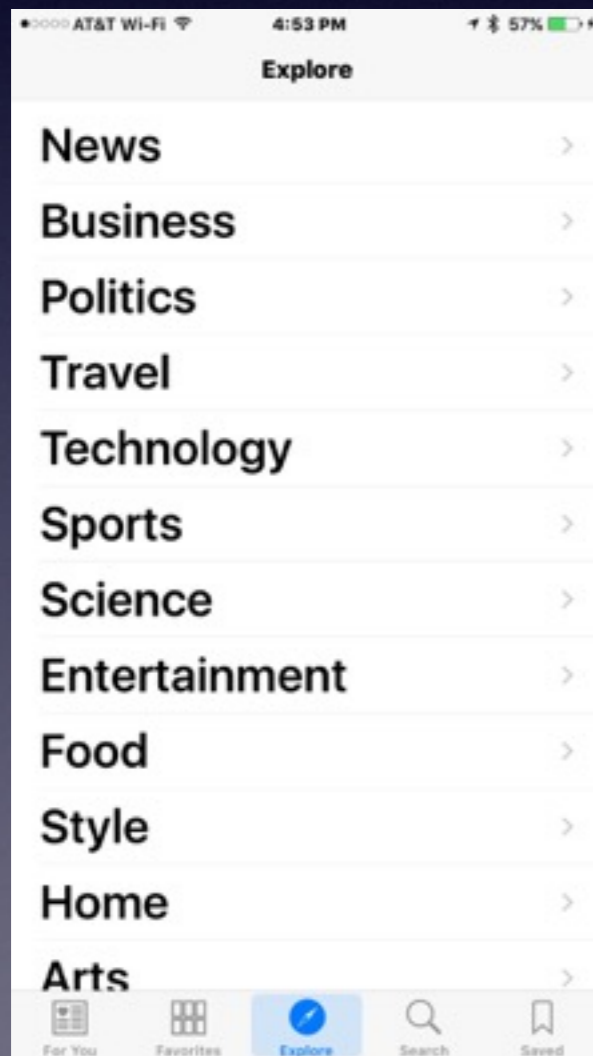 AT&T Wi-Fi 4:53 PM 57%
Explore
News
Business
Politics
Travel
Technology
Sports
Science
Entertainment
Food
Style
Home
Arts
For You Favorites Explore Search Saved